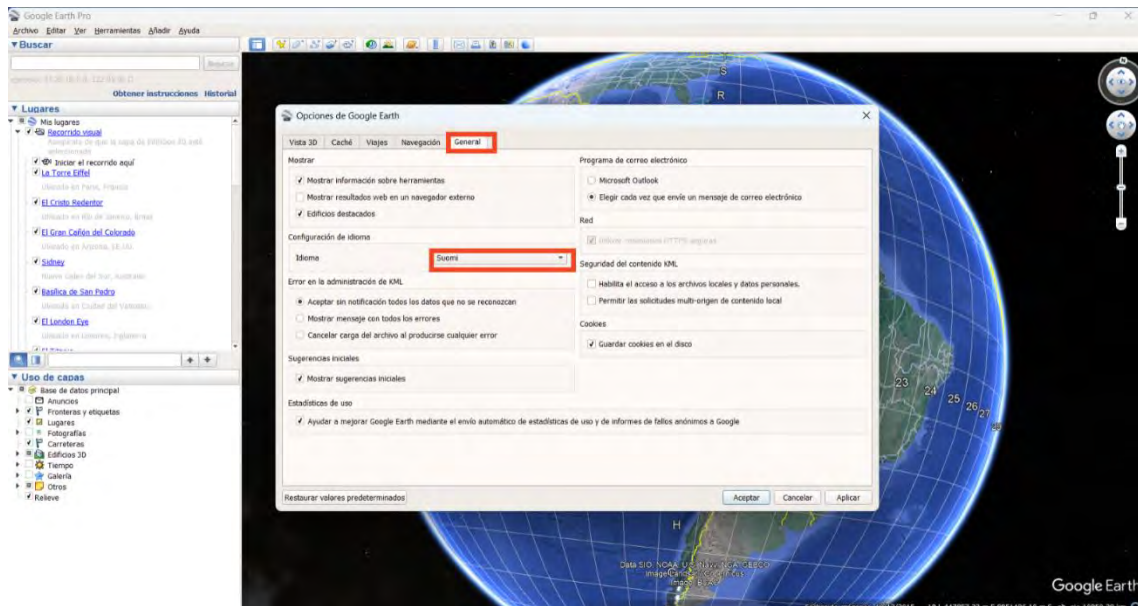 Google Earth Pro
Archivo Editar Ver Herramientas Añadir Ayuda
Buscar
Obtener instrucciones Historial
Lugares
Mis lugares
Recorrido visual
Iniciar el recorrido aquí
La Torre Eiffel
Ubicada en París, Francia
El Cristo Redentor
El Gran Cañón del Colorado
Sidney
Basílica de San Pedro
El London Eye
Uso de capas
Base de datos principal
Anuncios
Fronteras y etiquetas
Lugares
Fotografías
Carreteras
Edificios 3D
Tiempo
Galería
Otros
Relieve
Opciones de Google Earth
Vista 3D Caché Viajes Navegación General
Mostrar
Mostrar información sobre herramientas
Mostrar resultados web en un navegador externo
Edificios destacados
Configuración de idioma
Idioma Suomi
Error en la administración de KML
Aceptar sin notificación todos los datos que no se reconozcan
Mostrar mensaje con todos los errores
Cancelar carga del archivo al producirse cualquier error
Sugerencias iniciales
Mostrar sugerencias iniciales
Programa de correo electrónico
Microsoft Outlook
Elegir cada vez que envíe un mensaje de correo electrónico
Red
Seguridad del contenido KML
Habilita el acceso a los archivos locales y datos personales.
Permitir las solicitudes multi-origen de contenido local
Cookies
Guardar cookies en el disco
Estadísticas de uso
Ayudar a mejorar Google Earth mediante el envío automático de estadísticas de uso y de informes de fallos anónimos a Google
Restaurar valores predeterminados Aceptar Cancelar Aplicar
S
R
23 24 25 26 27
H
N
Google Earth